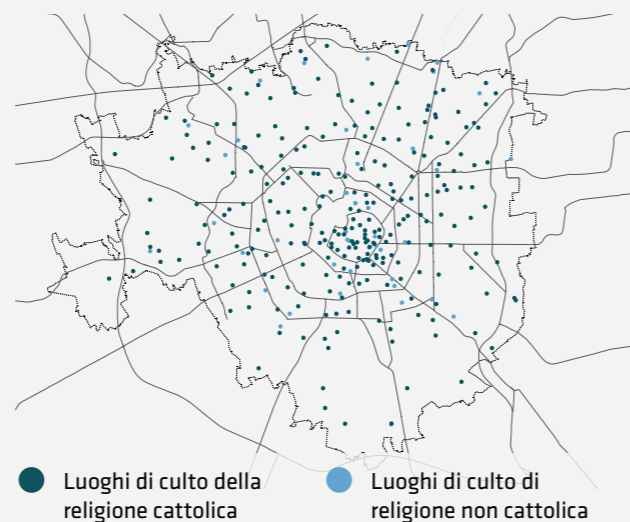 Luoghi di culto della
religione cattolica
Luoghi di culto di
religione non cattolica